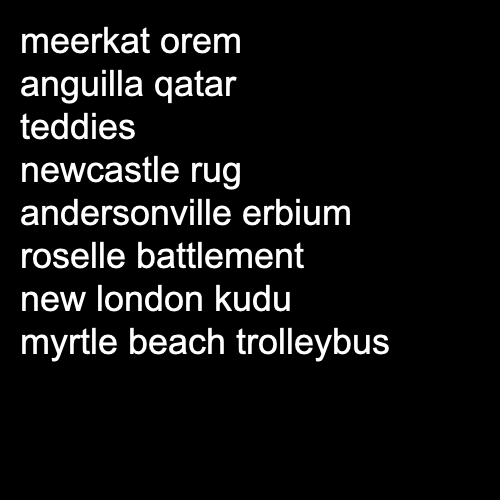 meerkat orem
anguilla qatar
teddies
newcastle rug
andersonville erbium
roselle battlement
new london kudu
myrtle beach trolleybus